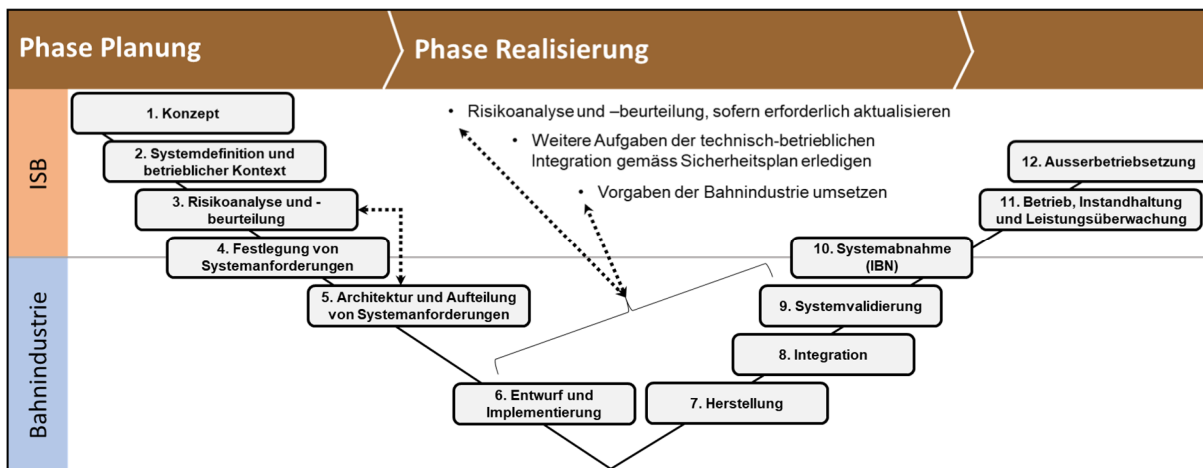 Phase Planung
Phase Realisierung
ISB
Bahnindustrie
1. Konzept
2. Systemdefinition und
betrieblicher Kontext
3. Risikoanalyse und -
beurteilung
4. Festlegung von
Systemanforderungen
5. Architektur und Aufteilung
von Systemanforderungen
6. Entwurf und
Implementierung
7. Herstellung
8. Integration
9. Systemvalidierung
10. Systemabnahme
(IBN)
11. Betrieb, Instandhaltung
und Leistungsüberwachung
12. Ausserbetriebsetzung
• Risikoanalyse und –beurteilung, sofern erforderlich aktualisieren
• Weitere Aufgaben der technisch-betrieblichen
Integration gemäss Sicherheitsplan erledigen
• Vorgaben der Bahnindustrie umsetzen